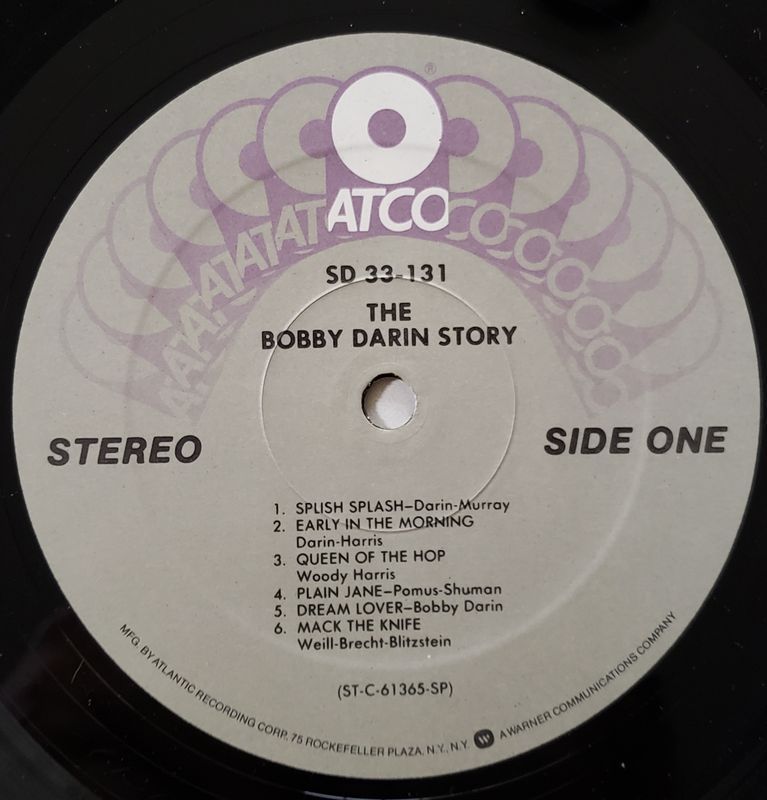 ®
ATCO
SD 33-131
THE
BOBBY DARIN STORY
STEREO
SIDE ONE
1. SPLISH SPLASH–Darin-Murray
2. EARLY IN THE MORNING
Darin-Harris
3. QUEEN OF THE HOP
Woody Harris
4. PLAIN JANE–Pomus-Shuman
5. DREAM LOVER–Bobby Darin
6. MACK THE KNIFE
Weill-Brecht-Blitzstein
(ST-C-61365-SP)
MFG. BY ATLANTIC RECORDING CORP. 75 ROCKEFELLER PLAZA, N.Y., N.Y. W A WARNER COMMUNICATIONS COMPANY